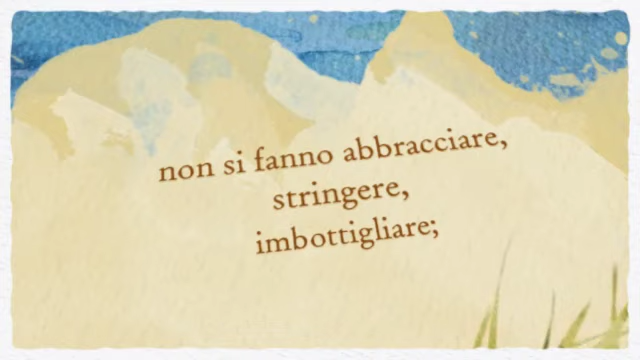 non si fanno abbracciare,
stringere,
imbottigliare;